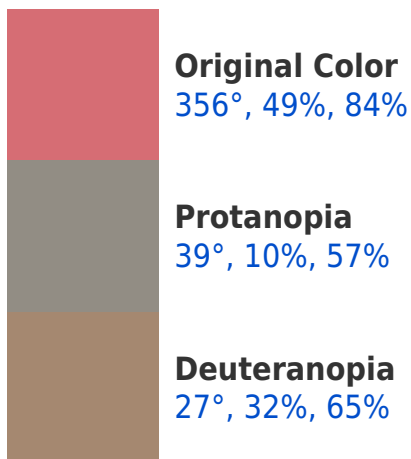 Original Color
356°, 49%, 84%
Protanopia
39°, 10%, 57%
Deuteranopia
27°, 32%, 65%